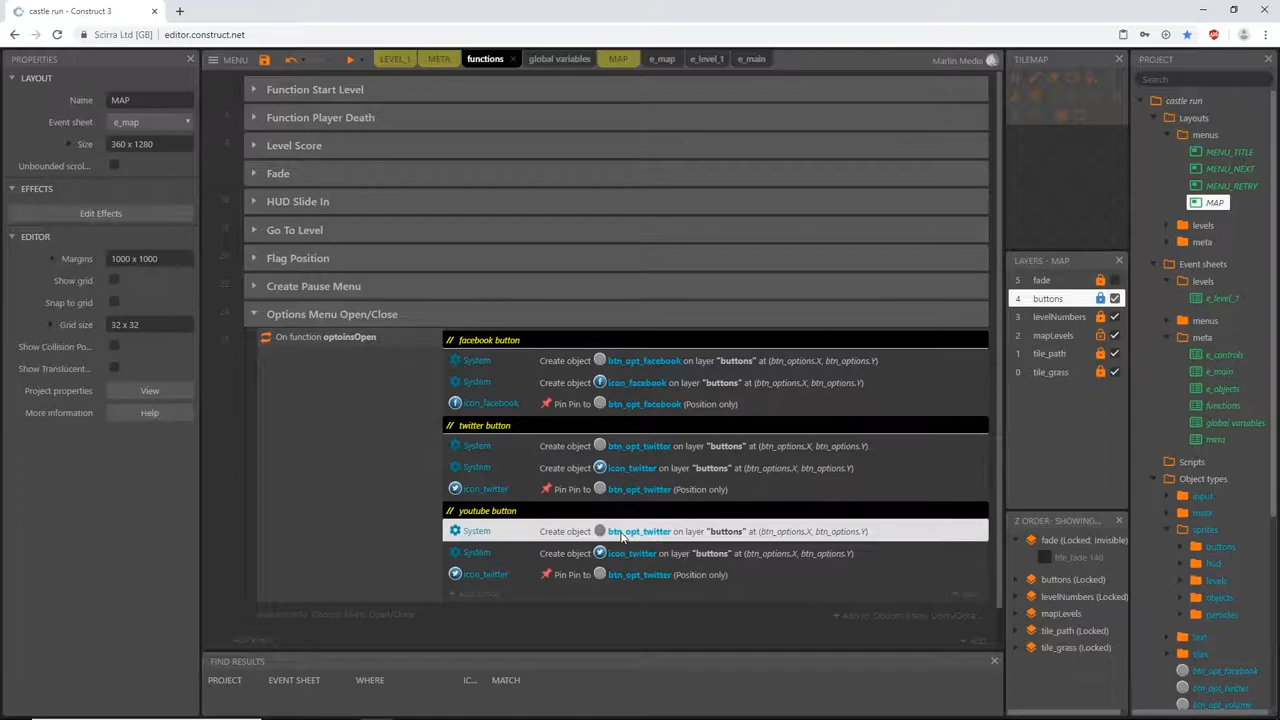 castle run - Construct 3
Scirra Ltd [GB] | editor.construct.net
PROPERTIES
LAYOUT
Name MAP
Event sheet e_map
Size 360 x 1280
Unbounded scrol...
EFFECTS
Edit Effects
EDITOR
Margins 1000 x 1000
Show grid
Snap to grid
Grid size 32 x 32
Show Collision Po...
Show Translucent...
Project properties View
More Information Help
MENU
LEVEL_1 META functions global variables MAP e_map e_level_1 e_main
Marlin Media
Function Start Level
Function Player Death
Level Score
Fade
HUD Slide In
Go To Level
Flag Position
Create Pause Menu
Options Menu Open/Close
On function optoinsOpen
// facebook button
System Create object btn_opt_facebook on layer "buttons" at (btn_options.X, btn_options.Y)
System Create object icon_facebook on layer "buttons" at (btn_options.X, btn_options.Y)
icon_facebook Pin Pin to btn_opt_facebook (Position only)
// twitter button
System Create object btn_opt_twitter on layer "buttons" at (btn_options.X, btn_options.Y)
System Create object icon_twitter on layer "buttons" at (btn_options.X, btn_options.Y)
icon_twitter Pin Pin to btn_opt_twitter (Position only)
// youtube button
System Create object btn_opt_twitter on layer "buttons" at (btn_options.X, btn_options.Y)
System Create object icon_twitter on layer "buttons" at (btn_options.X, btn_options.Y)
icon_twitter Pin Pin to btn_opt_twitter (Position only)
FIND RESULTS
PROJECT EVENT SHEET WHERE IC... MATCH
TILEMAP
LAYERS - MAP
5 fade
4 buttons
3 levelNumbers
2 mapLevels
1 tile_path
0 tile_grass
Z ORDER - SHOWING...
fade (Locked, Invisible)
tile_fade 140
buttons (Locked)
levelNumbers (Locked)
mapLevels
tile_path (Locked)
tile_grass (Locked)
PROJECT
Search
castle run
Layouts
menus
MENU_TITLE
MENU_NEXT
MENU_RETRY
MAP
levels
meta
Event sheets
levels
e_level_1
menus
meta
e_controls
e_main
e_objects
functions
global variables
meta
Scripts
Object types
input
meta
sprites
buttons
hud
levels
objects
particles
text
tiles
btn_opt_facebook
btn_opt_twitter
btn_opt_volume